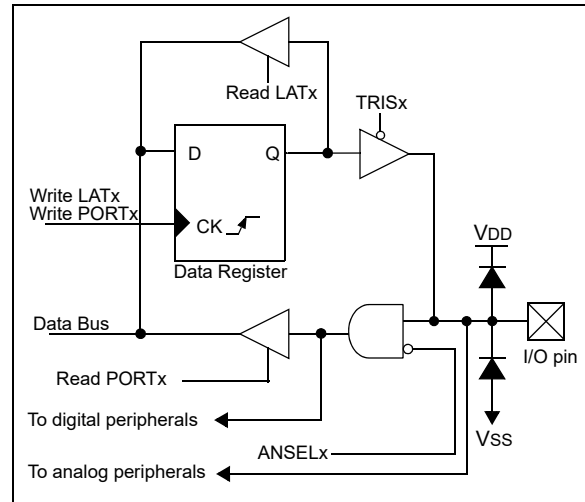 Read LATx
TRISx
D
Q
Write LATx
Write PORTx
CK
Data Register
VDD
Data Bus
I/O pin
Read PORTx
To digital peripherals
VSS
ANSELx
To analog peripherals